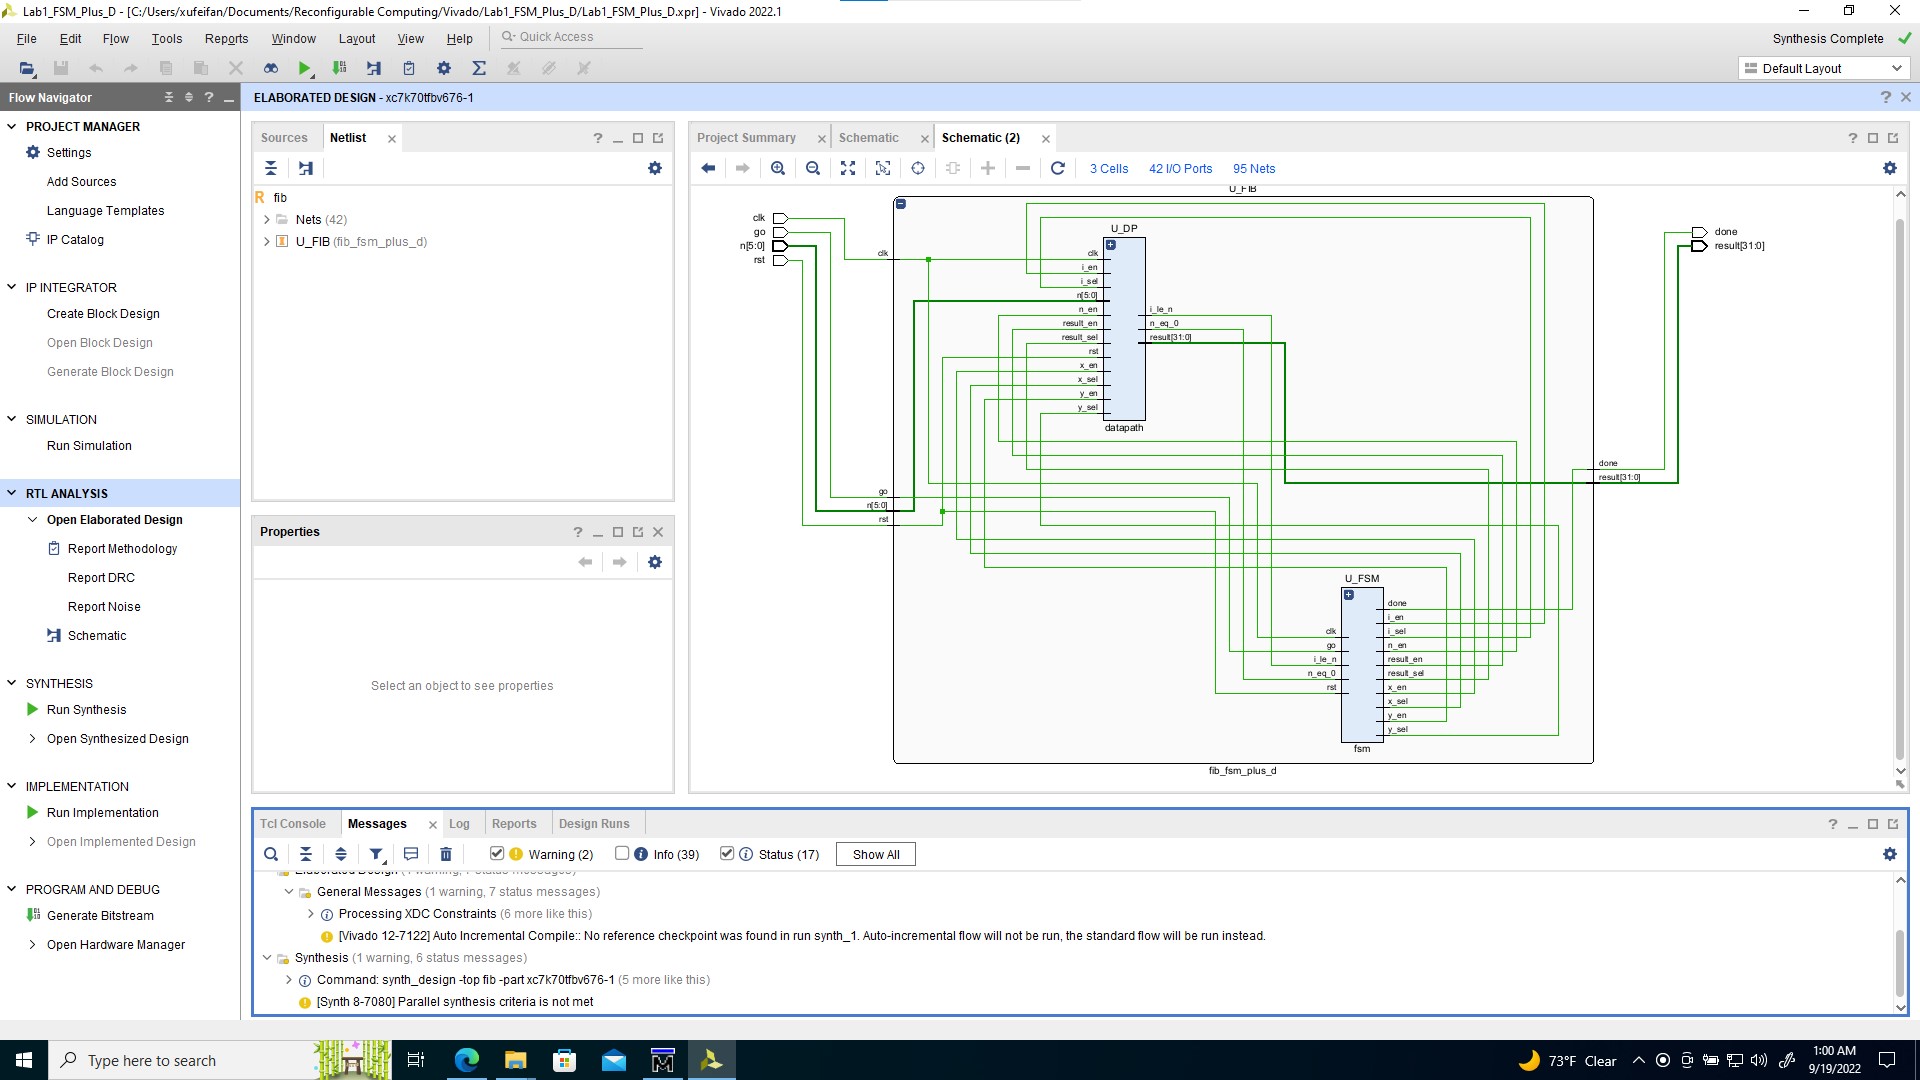 Lab1_FSM_Plus_D - [C:/Users/xufeifan/Documents/Reconfigurable Computing/Vivado/Lab1_FSM_Plus_D/Lab1_FSM_Plus_D.xpr] - Vivado 2022.1
File Edit Flow Tools Reports Window Layout View Help Quick Access
Synthesis Complete
Default Layout
Flow Navigator
PROJECT MANAGER
Settings
Add Sources
Language Templates
IP Catalog
IP INTEGRATOR
Create Block Design
Open Block Design
Generate Block Design
SIMULATION
Run Simulation
RTL ANALYSIS
Open Elaborated Design
Report Methodology
Report DRC
Report Noise
Schematic
SYNTHESIS
Run Synthesis
Open Synthesized Design
IMPLEMENTATION
Run Implementation
Open Implemented Design
PROGRAM AND DEBUG
Generate Bitstream
Open Hardware Manager
ELABORATED DESIGN - xc7k70tfbv676-1
Sources Netlist
fib
Nets (42)
U_FIB (fib_fsm_plus_d)
Properties
Select an object to see properties
Project Summary Schematic Schematic (2)
3 Cells 42 I/O Ports 95 Nets
U_FIB
clk
go
n[5:0]
rst
clk
go
n[5:0]
rst
U_DP
clk
i_en
i_sel
n[5:0]
n_en
result_en
result_sel
rst
x_en
x_sel
y_en
y_sel
i_le_n
n_eq_0
result[31:0]
datapath
U_FSM
clk
go
i_le_n
n_eq_0
rst
done
i_en
i_sel
n_en
result_en
result_sel
x_en
x_sel
y_en
y_sel
fsm
done
result[31:0]
done
result[31:0]
fib_fsm_plus_d
Tcl Console Messages Log Reports Design Runs
Warning (2) Info (39) Status (17) Show All
Elaborated Design (1 warning, 7 status messages)
General Messages (1 warning, 7 status messages)
Processing XDC Constraints (6 more like this)
[Vivado 12-7122] Auto Incremental Compile:: No reference checkpoint was found in run synth_1. Auto-incremental flow will not be run, the standard flow will be run instead.
Synthesis (1 warning, 6 status messages)
Command: synth_design -top fib -part xc7k70tfbv676-1 (5 more like this)
[Synth 8-7080] Parallel synthesis criteria is not met
Type here to search
73°F Clear
1:00 AM
9/19/2022